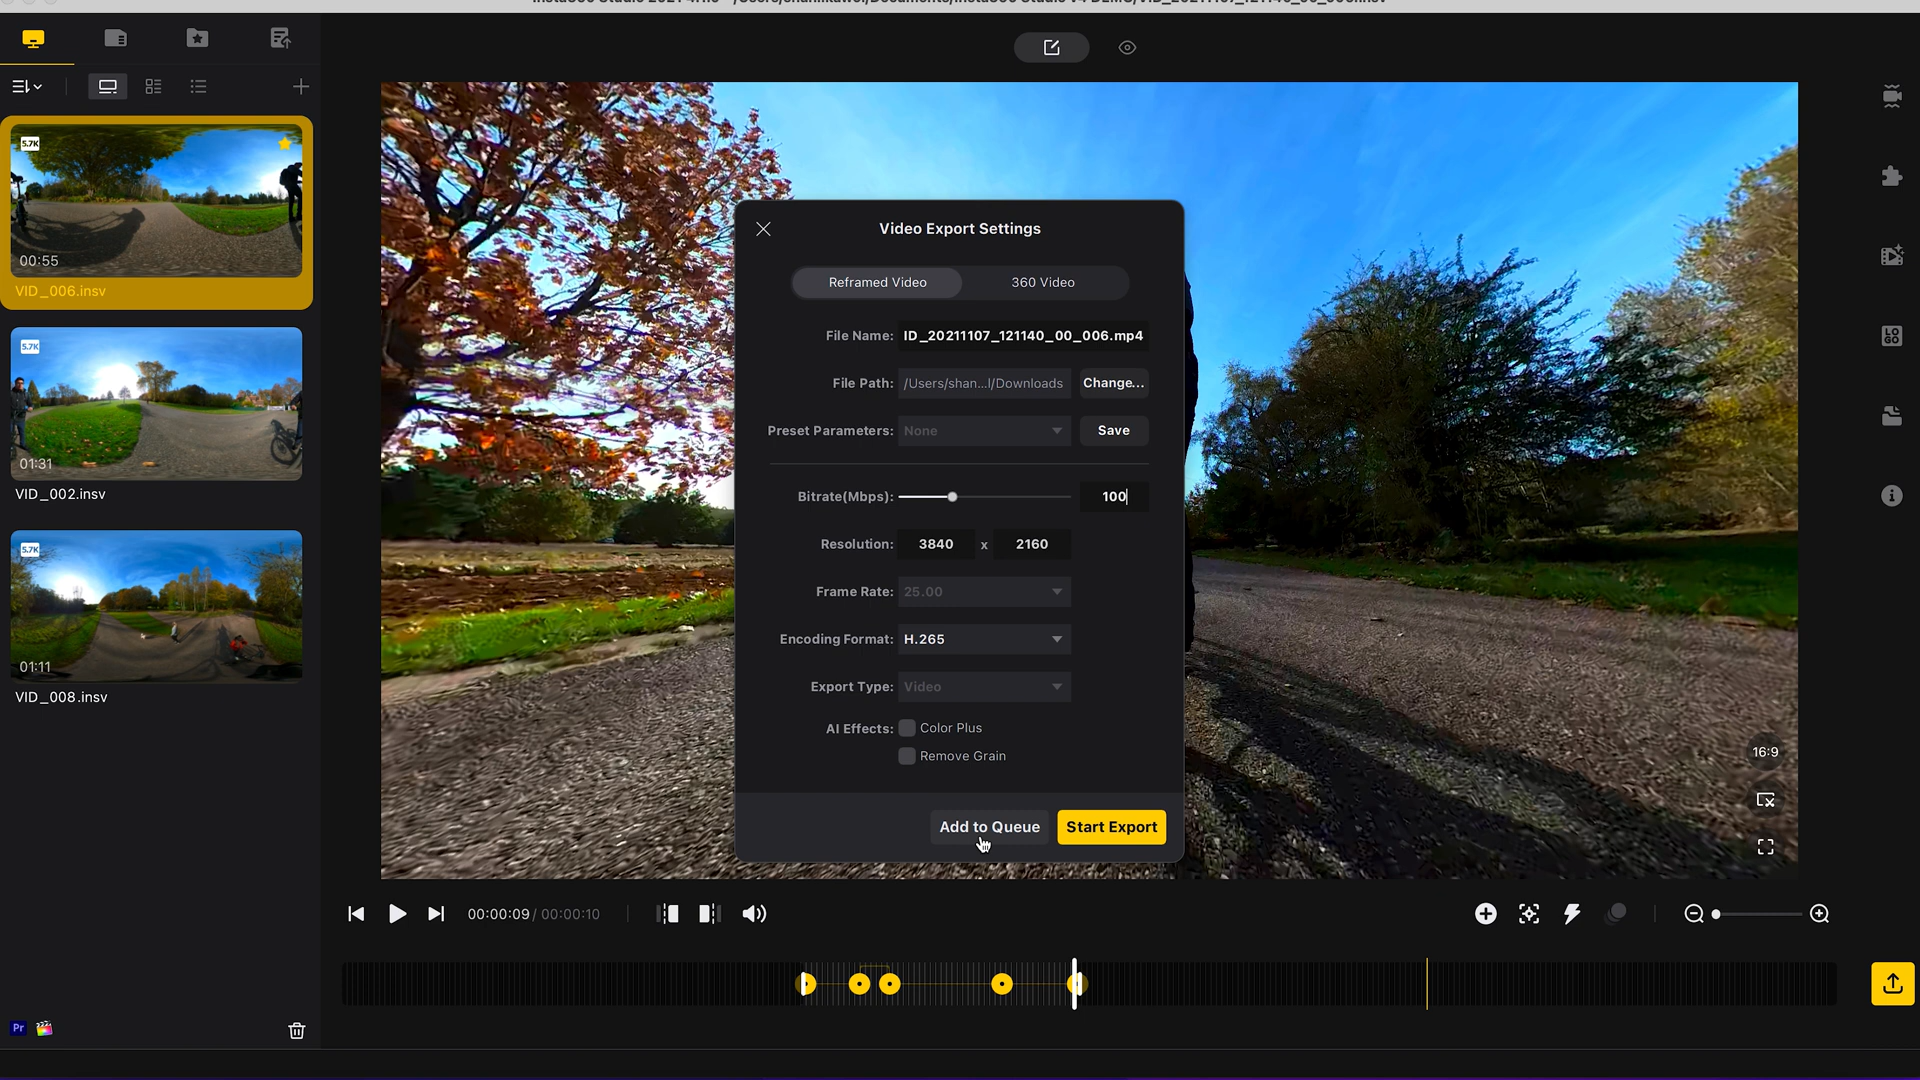 5.7K
00:55
VID_006.insv
5.7K
01:31
VID_002.insv
5.7K
01:11
VID_008.insv
Pr
Video Export Settings
Reframed Video 360 Video
File Name: ID_20211107_121140_00_006.mp4
File Path: /Users/shan...l/Downloads Change...
Preset Parameters: None Save
Bitrate(Mbps): 100
Resolution: 3840 x 2160
Frame Rate: 25.00
Encoding Format: H.265
Export Type: Video
AI Effects: Color Plus
Remove Grain
Add to Queue Start Export
16:9
LOGO
00:00:09 / 00:00:10